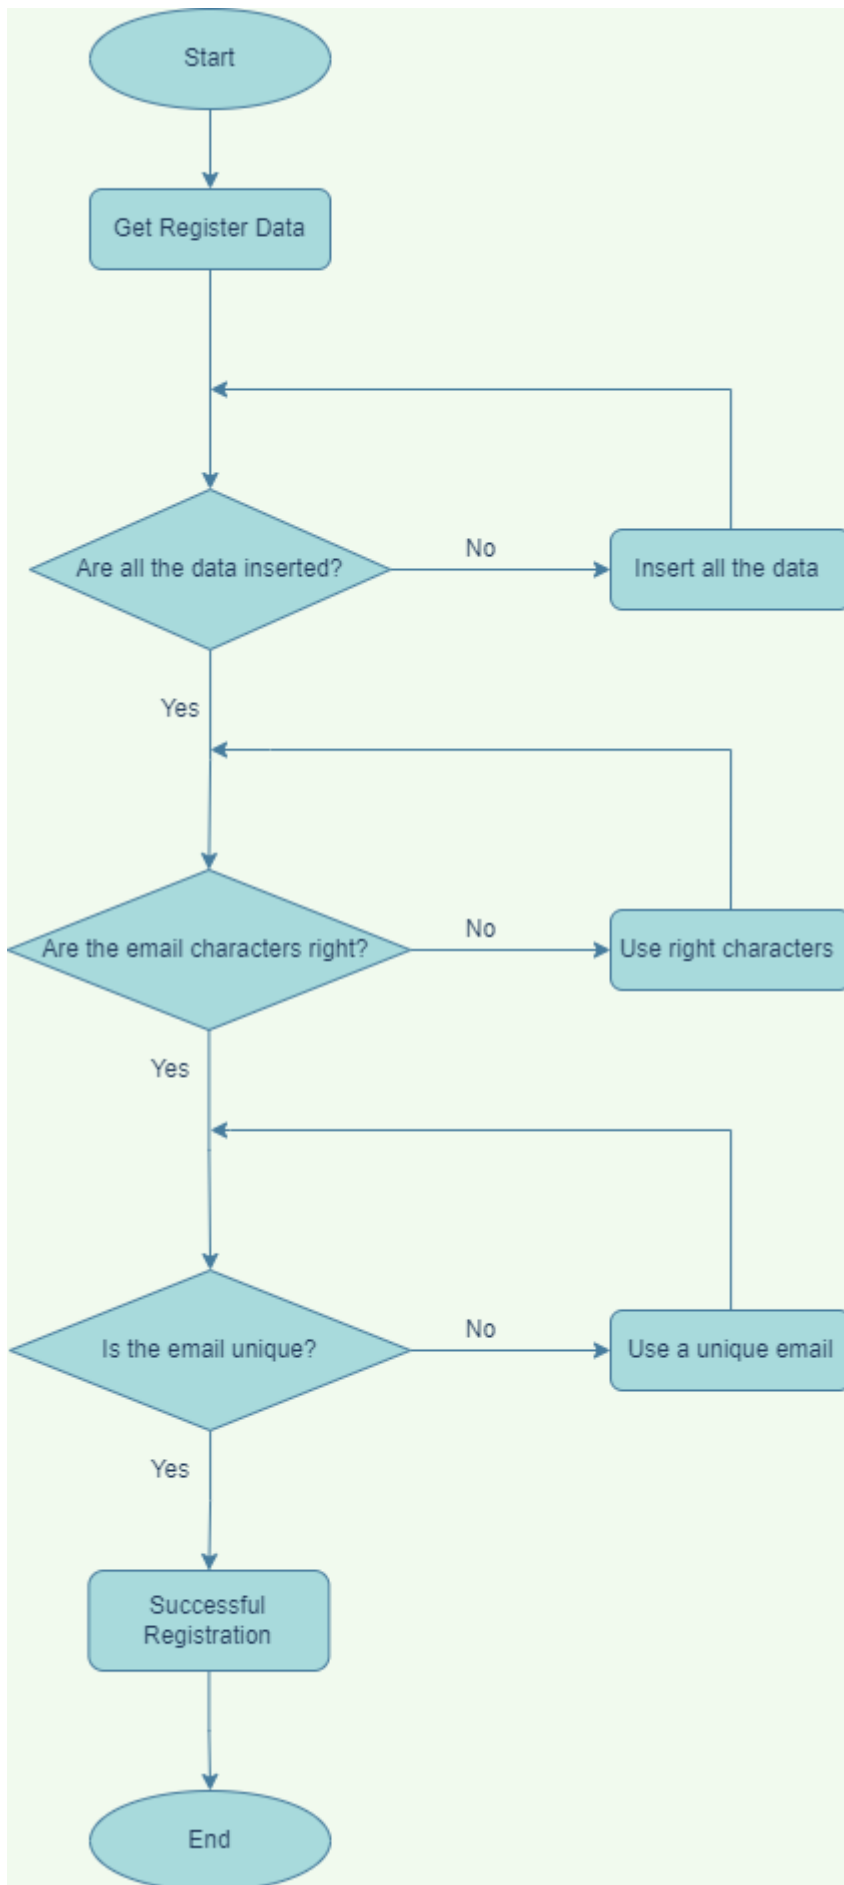 Start
Get Register Data
Are all the data inserted?
No
Insert all the data
Yes
Are the email characters right?
No
Use right characters
Yes
Is the email unique?
No
Use a unique email
Yes
Successful
Registration
End